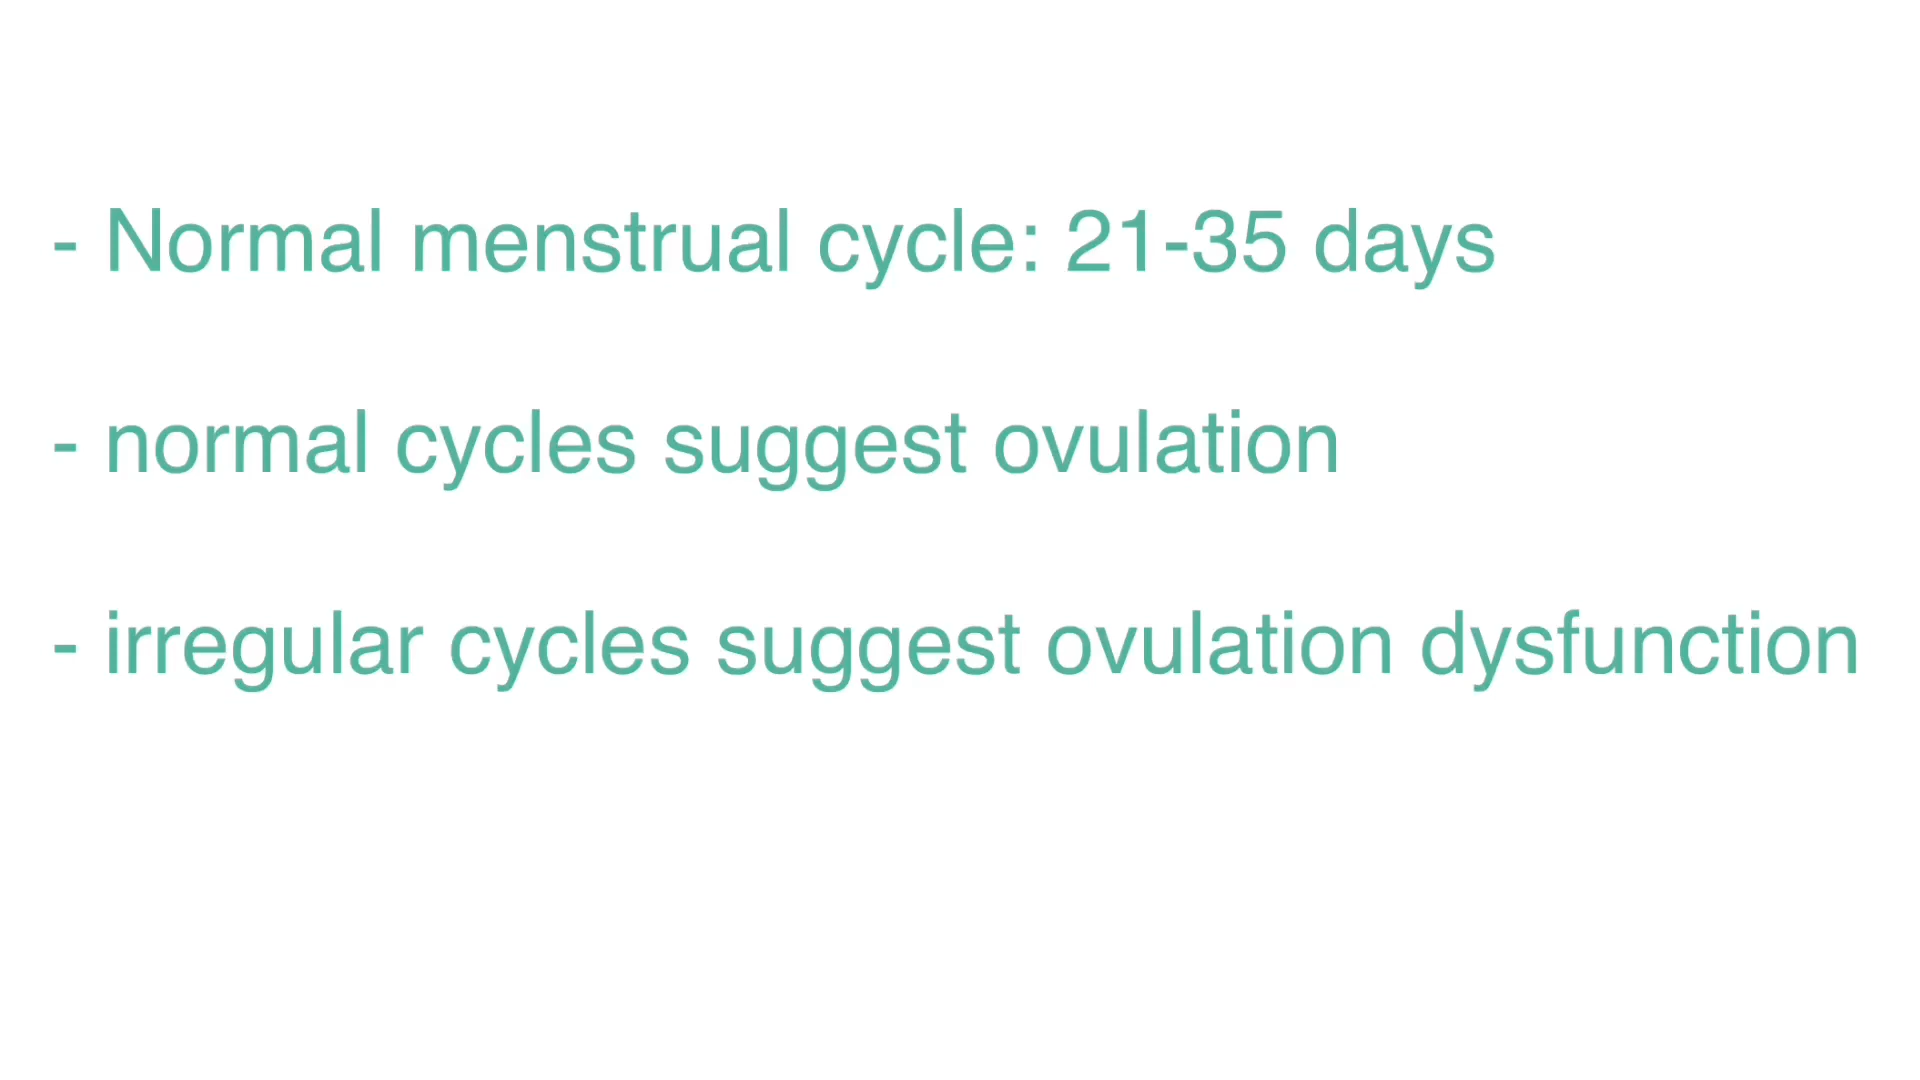 - Normal menstrual cycle: 21-35 days
- normal cycles suggest ovulation
- irregular cycles suggest ovulation dysfunction